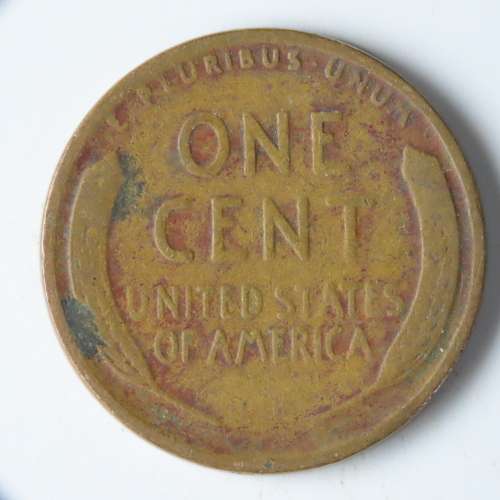 E PLURIBUS · UNUM
ONE
CENT
UNITED STATES
OF AMERICA